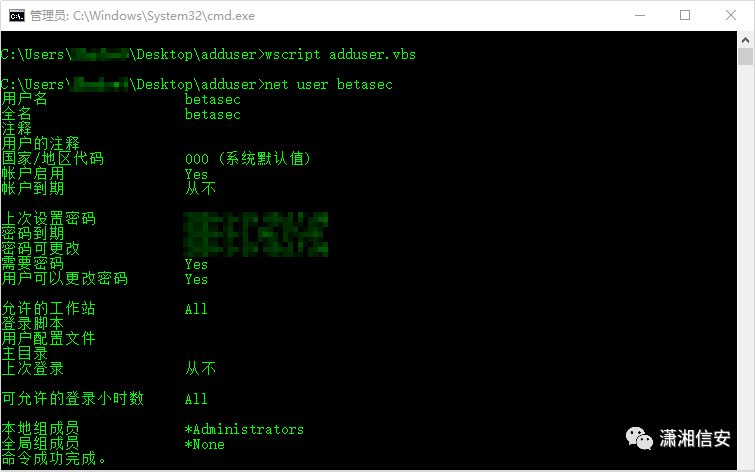 管理员: C:\Windows\System32\cmd.exe
C:\Users\ \Desktop\adduser>wscript adduser.vbs
C:\Users\ \Desktop\adduser>net user betasec
用户名 betasec
全名 betasec
注释
用户的注释
国家/地区代码 000 (系统默认值)
帐户启用 Yes
帐户到期 从不
上次设置密码
密码到期
密码可更改
需要密码 Yes
用户可以更改密码 Yes
允许的工作站 All
登录脚本
用户配置文件
主目录
上次登录 从不
可允许的登录小时数 All
本地组成员 *Administrators
全局组成员 *None
命令成功完成。
潇湘信安